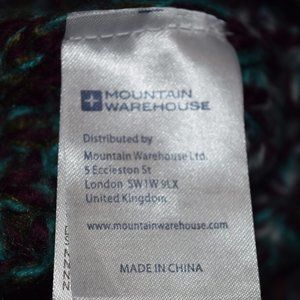 MOUNTAIN
WAREHOUSE
Distributed by
Mountain Warehouse Ltd.
5 Eccleston St
London SW1W 9LX
United Kingdom
www.mountainwarehouse.com
MADE IN CHINA